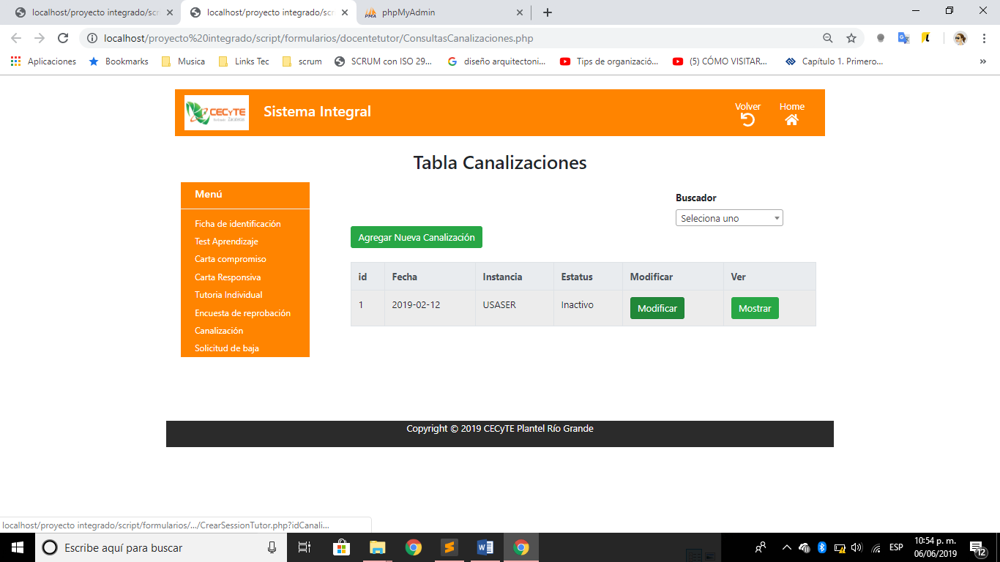 localhost/proyecto integrado/scr
localhost/proyecto integrado/scr
phpMyAdmin
localhost/proyecto%20integrado/script/formularios/docentetutor/ConsultasCanalizaciones.php
Aplicaciones
Bookmarks
Musica
Links Tec
scrum
SCRUM con ISO 29...
diseño arquitectoni...
Tips de organizació...
(5) CÓMO VISITAR...
Capítulo 1. Primero...
CECyTE
Sistema Integral
Volver
Home
Tabla Canalizaciones
Menú
Ficha de identificación
Test Aprendizaje
Carta compromiso
Carta Responsiva
Tutoria Individual
Encuesta de reprobación
Canalización
Solicitud de baja
Buscador
Seleciona uno
Agregar Nueva Canalización
id Fecha Instancia Estatus Modificar Ver
1 2019-02-12 USASER Inactivo Modificar Mostrar
Copyright © 2019 CECyTE Plantel Río Grande
localhost/proyecto integrado/script/formularios/.../CrearSessionTutor.php?idCanali...
Escribe aquí para buscar
ESP
10:54 p. m.
06/06/2019
12